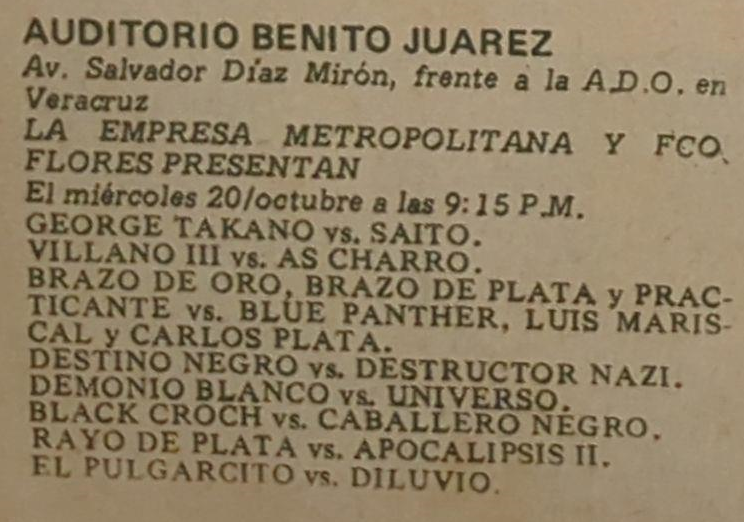 AUDITORIO BENITO JUAREZ
Av. Salvador Díaz Mirón, frente a la A.D.O. en
Veracruz
LA EMPRESA METROPOLITANA Y FCO.
FLORES PRESENTAN
El miércoles 20/octubre a las 9:15 P.M.
GEORGE TAKANO vs. SAITO.
VILLANO III vs. AS CHARRO.
BRAZO DE ORO, BRAZO DE PLATA y PRAC-
TICANTE vs. BLUE PANTHER, LUIS MARIS-
CAL y CARLOS PLATA.
DESTINO NEGRO vs. DESTRUCTOR NAZI.
DEMONIO BLANCO vs. UNIVERSO.
BLACK CROCH vs. CABALLERO NEGRO.
RAYO DE PLATA vs. APOCALIPSIS II.
EL PULGARCITO vs. DILUVIO.